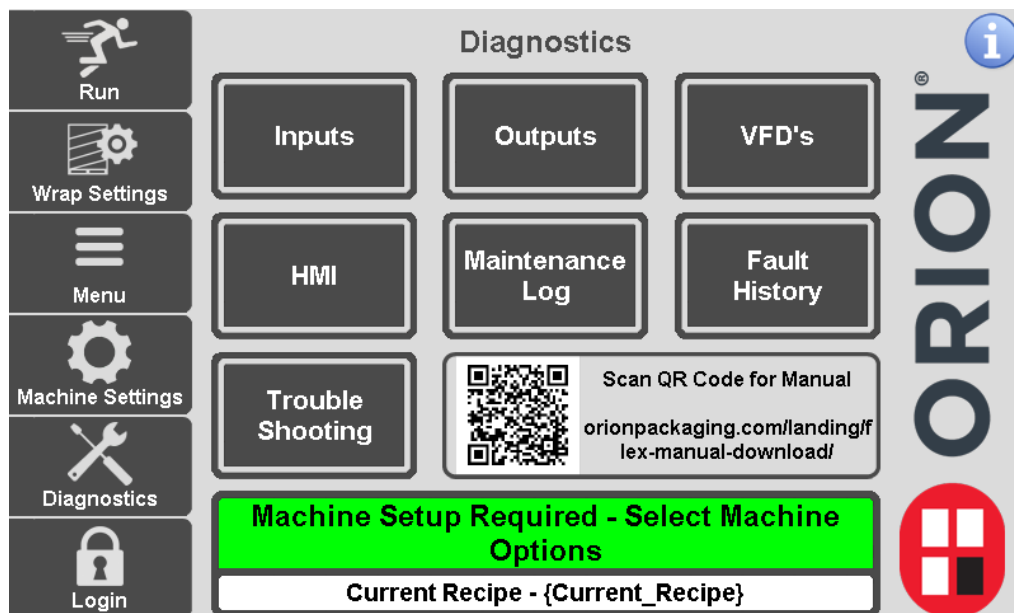 Diagnostics
Run
Wrap Settings
Menu
Machine Settings
Diagnostics
Login
Inputs
Outputs
VFD's
HMI
Maintenance
Log
Fault
History
Trouble
Shooting
Scan QR Code for Manual
orionpackaging.com/landing/f
lex-manual-download/
Machine Setup Required - Select Machine
Options
Current Recipe - {Current_Recipe}
i
ORION®